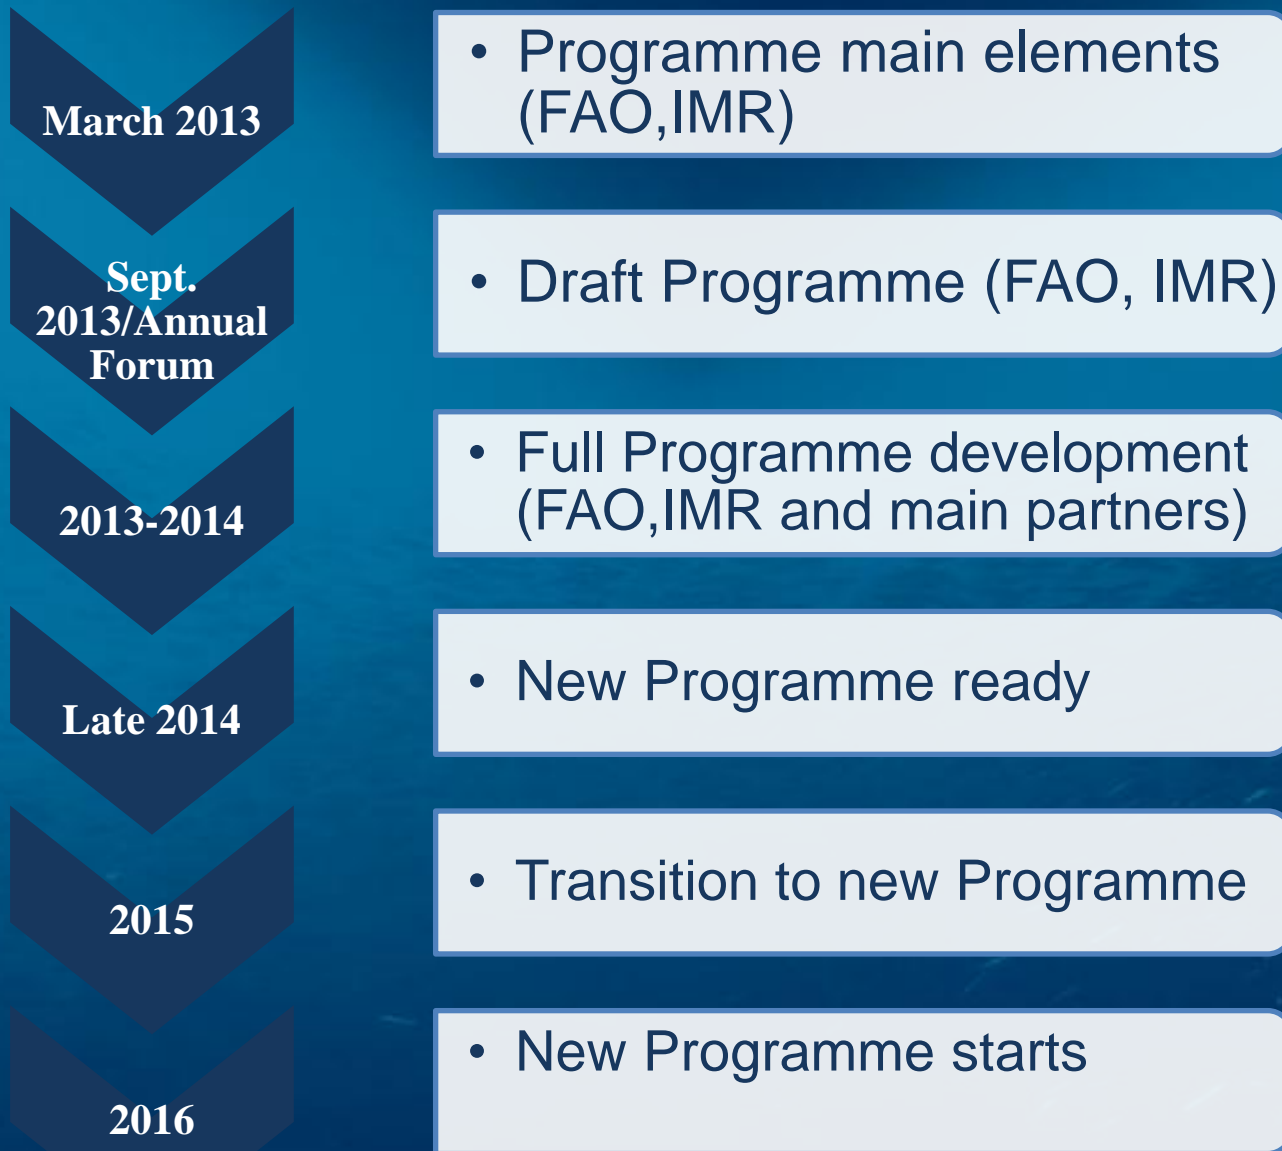 March 2013
• Programme main elements
(FAO,IMR)
Sept.
2013/Annual
Forum
• Draft Programme (FAO, IMR)
2013-2014
• Full Programme development
(FAO,IMR and main partners)
Late 2014
• New Programme ready
2015
• Transition to new Programme
2016
• New Programme starts